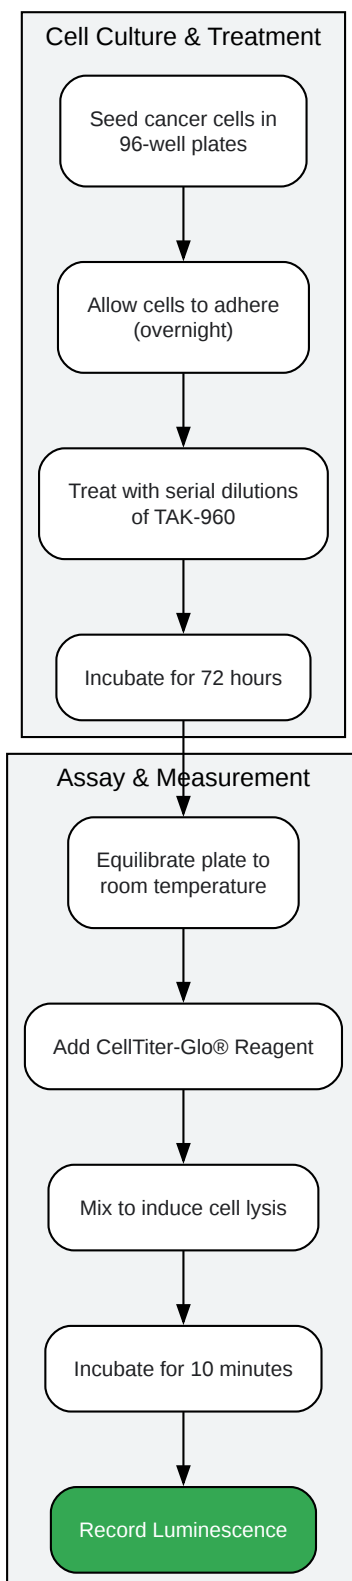 Cell Culture & Treatment
Seed cancer cells in
96-well plates
Allow cells to adhere
(overnight)
Treat with serial dilutions
of TAK-960
Incubate for 72 hours
Assay & Measurement
Equilibrate plate to
room temperature
Add CellTiter-Glo® Reagent
Mix to induce cell lysis
Incubate for 10 minutes
Record Luminescence